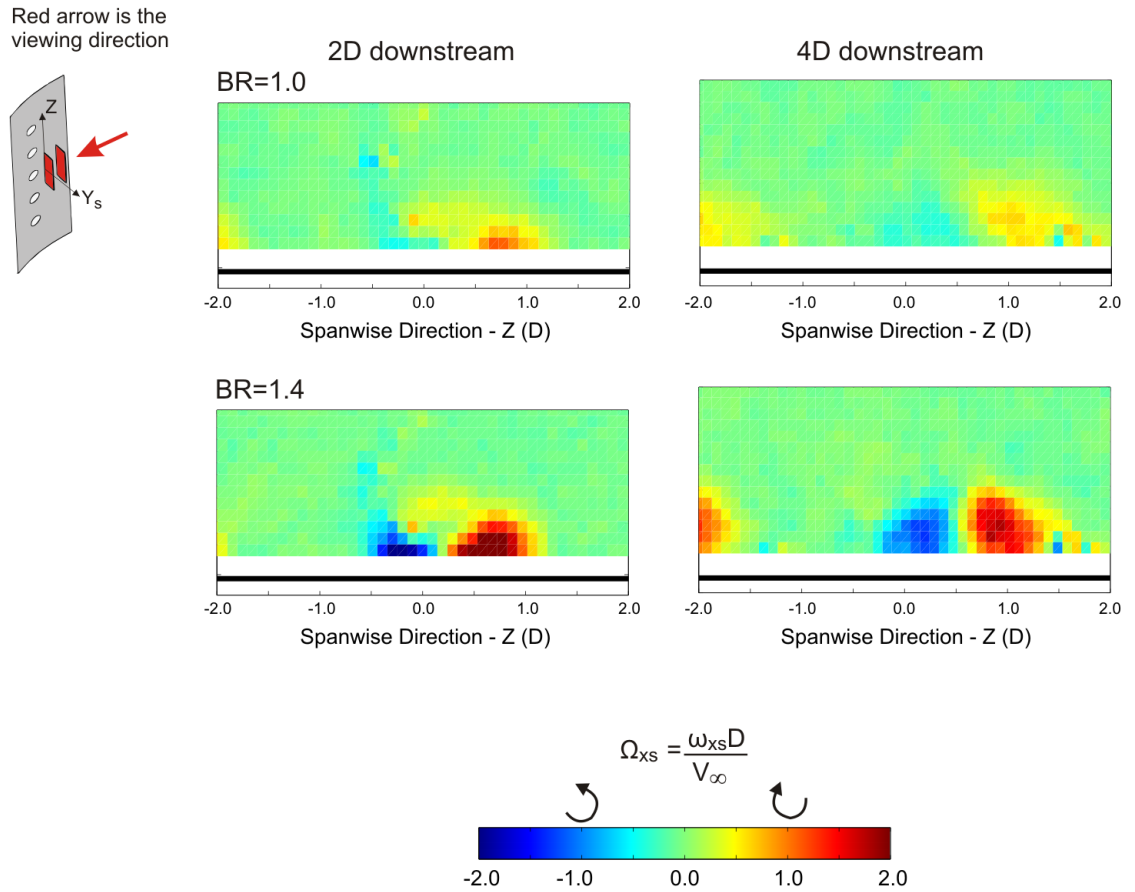 Red arrow is the
viewing direction
Z
Yₛ
2D downstream
4D downstream
BR=1.0
-2.0 -1.0 0.0 1.0 2.0
Spanwise Direction - Z (D)
-2.0 -1.0 0.0 1.0 2.0
Spanwise Direction - Z (D)
BR=1.4
-2.0 -1.0 0.0 1.0 2.0
Spanwise Direction - Z (D)
-2.0 -1.0 0.0 1.0 2.0
Spanwise Direction - Z (D)
Ωxs = ωxsD
V∞
-2.0 -1.0 0.0 1.0 2.0